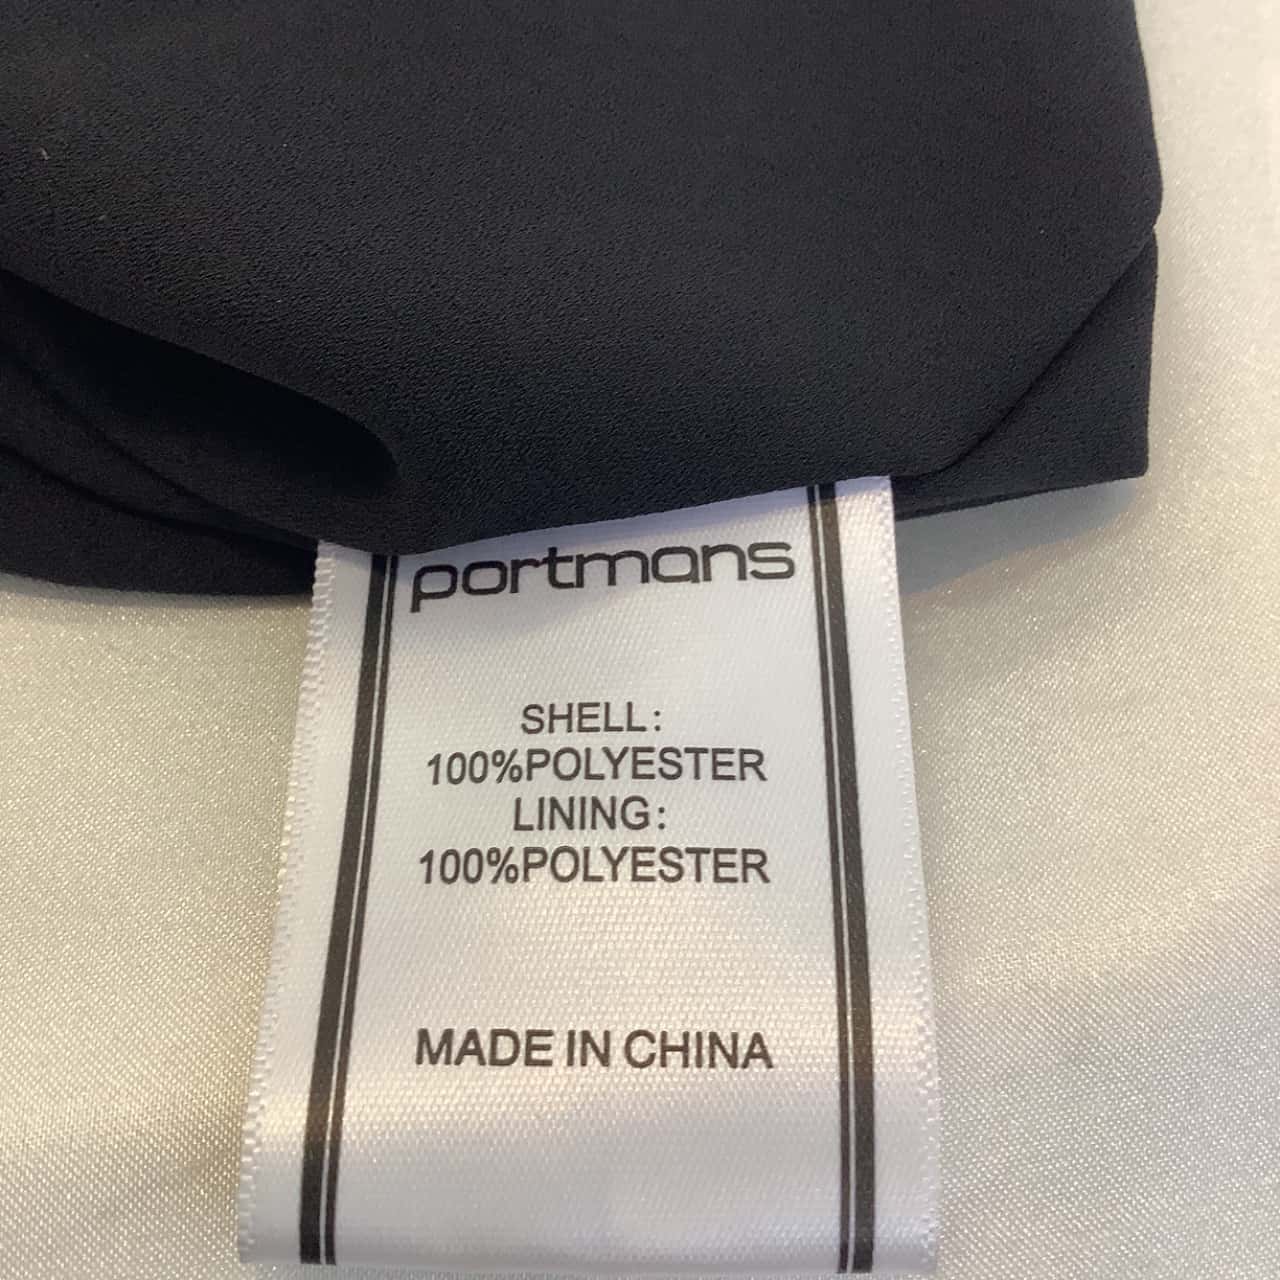 portmans
SHELL:
100%POLYESTER
LINING:
100%POLYESTER
MADE IN CHINA